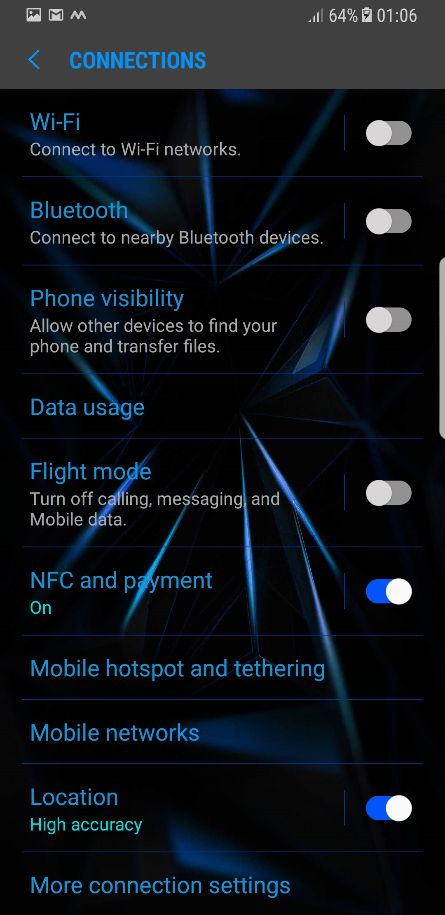 64% 01:06
CONNECTIONS
Wi-Fi
Connect to Wi-Fi networks.
Bluetooth
Connect to nearby Bluetooth devices.
Phone visibility
Allow other devices to find your
phone and transfer files.
Data usage
Flight mode
Turn off calling, messaging, and
Mobile data.
NFC and payment
On
Mobile hotspot and tethering
Mobile networks
Location
High accuracy
More connection settings